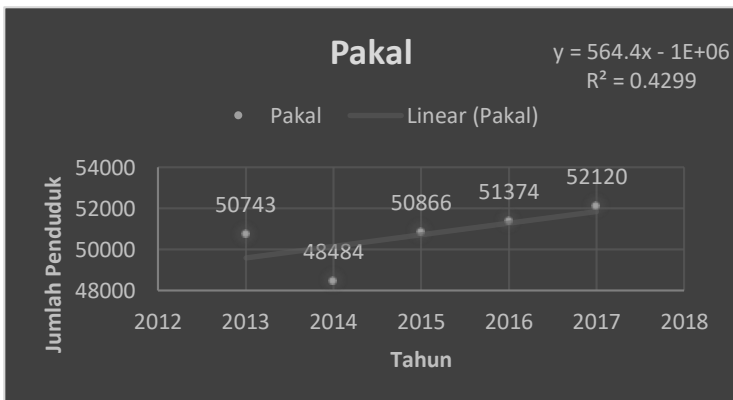 Pakal
y = 564.4x - 1E+06
R² = 0.4299
Pakal
Linear (Pakal)
Jumlah Penduduk
54000
52000
50000
48000
50743
48484
50866
51374
52120
2012 2013 2014 2015 2016 2017 2018
Tahun